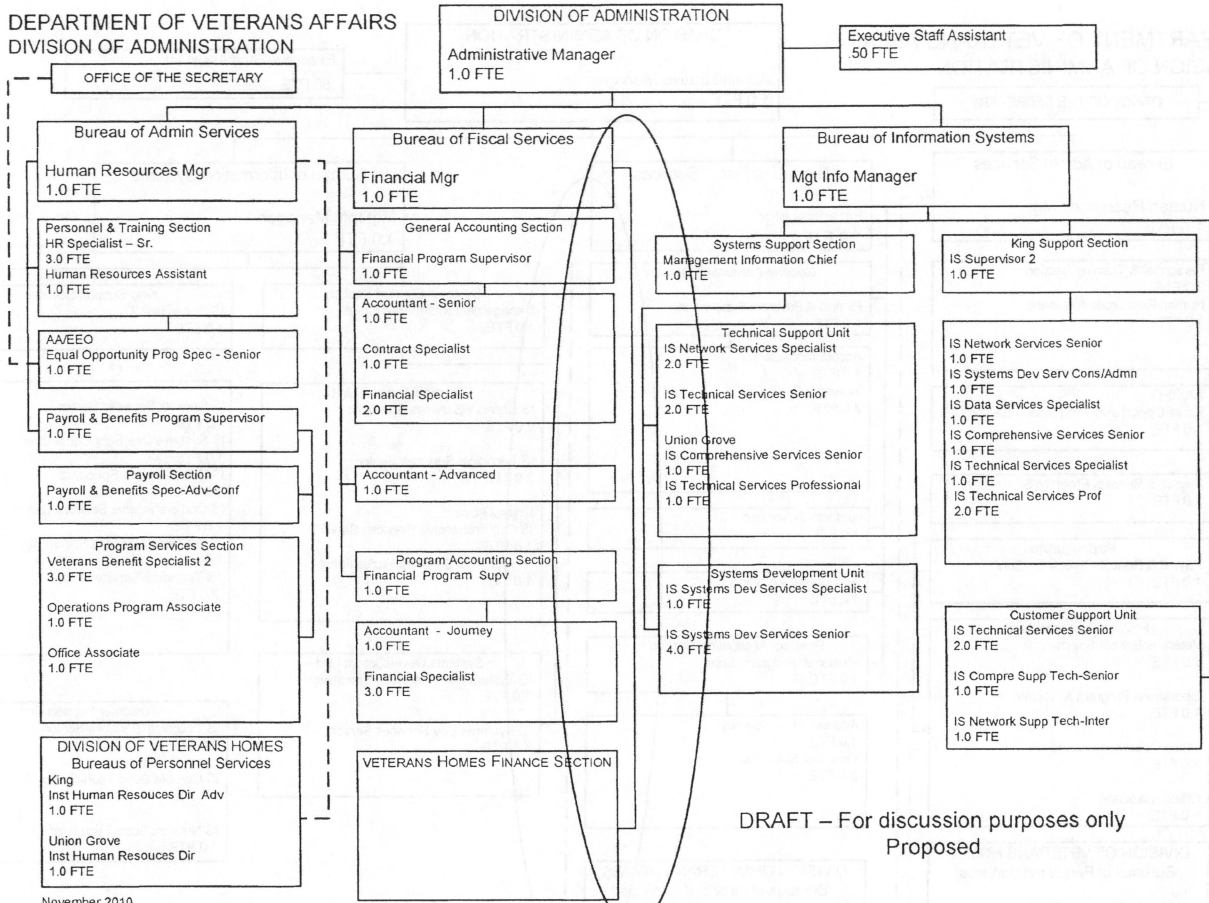 DEPARTMENT OF VETERANS AFFAIRS
DIVISION OF ADMINISTRATION
DIVISION OF ADMINISTRATION
Administrative Manager
1.0 FTE
Executive Staff Assistant
.50 FTE
OFFICE OF THE SECRETARY
Bureau of Admin Services
Human Resources Mgr
1.0 FTE
Personnel & Training Section
HR Specialist – Sr.
3.0 FTE
Human Resources Assistant
1.0 FTE
AA/EEO
Equal Opportunity Prog Spec - Senior
1.0 FTE
Payroll & Benefits Program Supervisor
1.0 FTE
Payroll Section
Payroll & Benefits Spec-Adv-Conf
1.0 FTE
Program Services Section
Veterans Benefit Specialist 2
3.0 FTE
Operations Program Associate
1.0 FTE
Office Associate
1.0 FTE
DIVISION OF VETERANS HOMES
Bureaus of Personnel Services
King
Inst Human Resouces Dir Adv
1.0 FTE
Union Grove
Inst Human Resouces Dir
1.0 FTE
November 2010
Bureau of Fiscal Services
Financial Mgr
1.0 FTE
General Accounting Section
Financial Program Supervisor
1.0 FTE
Accountant - Senior
1.0 FTE
Contract Specialist
1.0 FTE
Financial Specialist
2.0 FTE
Accountant - Advanced
1.0 FTE
Program Accounting Section
Financial Program Supv
1.0 FTE
Accountant - Journey
1.0 FTE
Financial Specialist
3.0 FTE
VETERANS HOMES FINANCE SECTION
Bureau of Information Systems
Mgt Info Manager
1.0 FTE
Systems Support Section
Management Information Chief
1.0 FTE
Technical Support Unit
IS Network Services Specialist
2.0 FTE
IS Technical Services Senior
2.0 FTE
Union Grove
IS Comprehensive Services Senior
1.0 FTE
IS Technical Services Professional
1.0 FTE
Systems Development Unit
IS Systems Dev Services Specialist
1.0 FTE
IS Systems Dev Services Senior
4.0 FTE
King Support Section
IS Supervisor 2
1.0 FTE
IS Network Services Senior
1.0 FTE
IS Systems Dev Serv Cons/Admn
1.0 FTE
IS Data Services Specialist
1.0 FTE
IS Comprehensive Services Senior
1.0 FTE
IS Technical Services Specialist
1.0 FTE
IS Technical Services Prof
2.0 FTE
Customer Support Unit
IS Technical Services Senior
2.0 FTE
IS Compre Supp Tech-Senior
1.0 FTE
IS Network Supp Tech-Inter
1.0 FTE
DRAFT – For discussion purposes only
Proposed